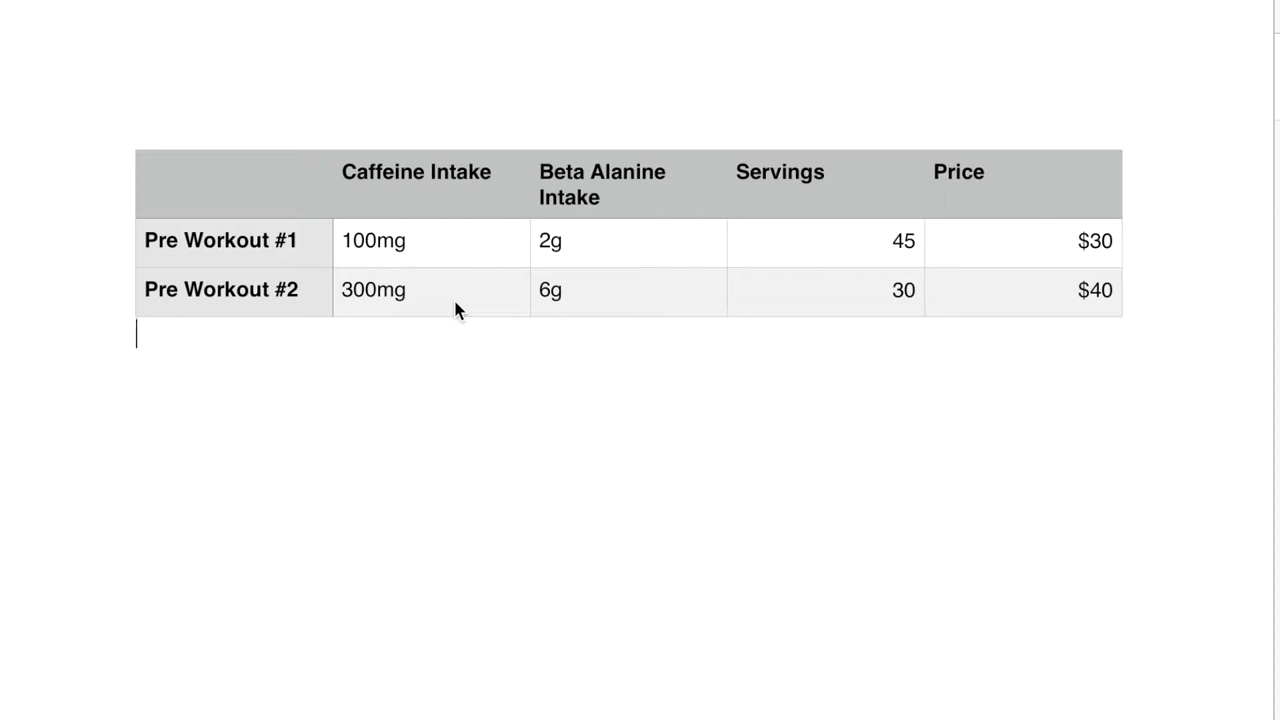 Caffeine Intake Beta Alanine Servings Price
Intake
Pre Workout #1 100mg 2g 45 $30
Pre Workout #2 300mg 6g 30 $40